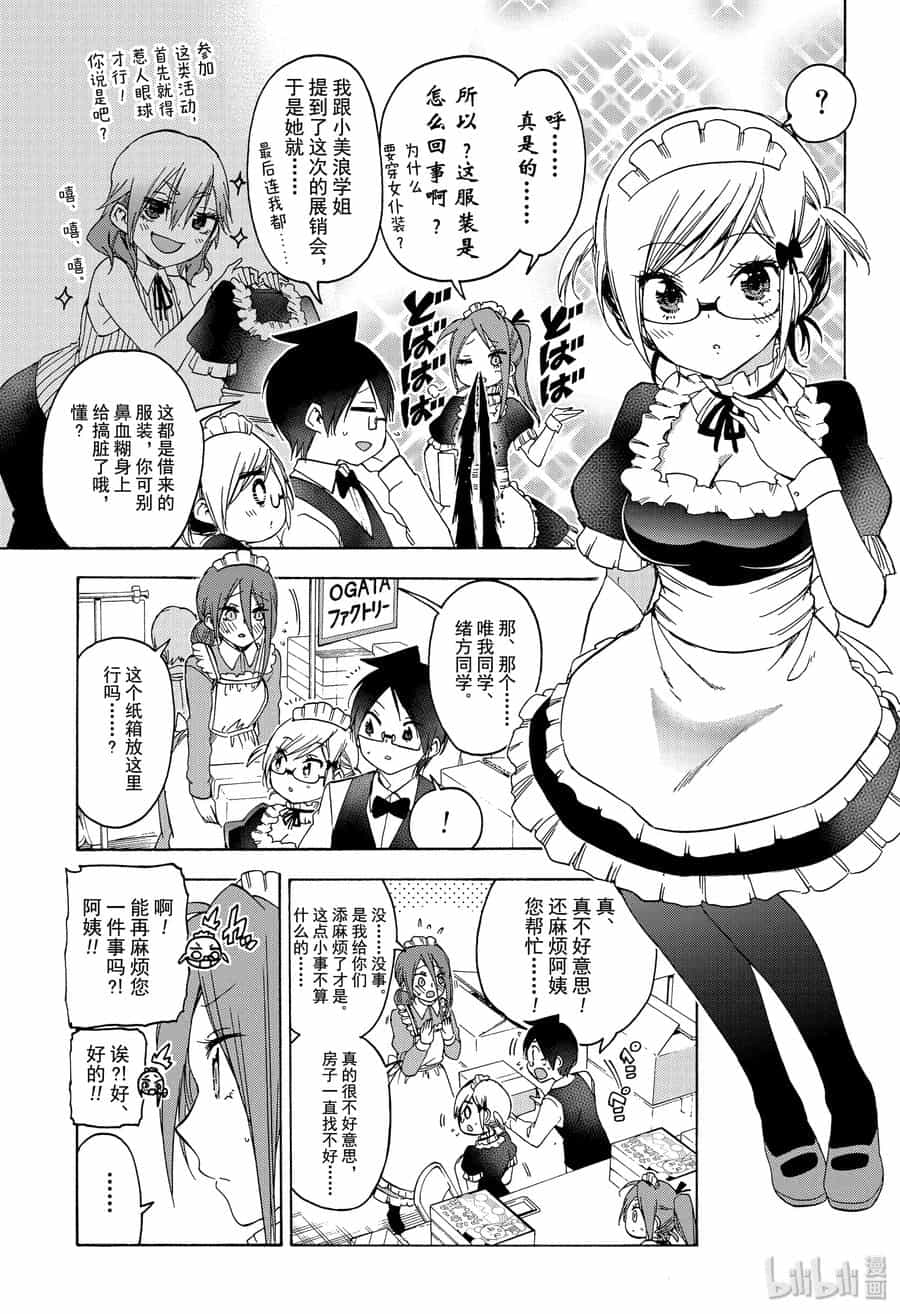 ？
呼……
真是的……
所以？这服装是
怎么回事啊？
为什么
要穿女仆装？
我跟小美浪学姐
提到了这次的展销会，
于是她就……
最后连我都……
参加
这类活动，
首先就得
惹人眼球
才行！
你说是吧？
嘻、嘻、嘻。
どばばば
どばばば
这都是借来的
服装，你可别
鼻血糊身上
给搞脏了哦，
懂？
OGATA
ファクトリー
那、那个……
唯我同学、
绪方同学。
这个纸箱放这里
行吗……？
！
真、
真不好意思！
还麻烦阿姨
您帮忙……！
没……没事。
是我给你们
添麻烦了才是，
这点小事不算
什么的……
真的很不好意思，
房子一直找不好……
ペこ
ペこ
啊！
能再麻烦您
一件事吗？！
阿姨！！
诶？！好、
好的！！
……
bilibili
漫画